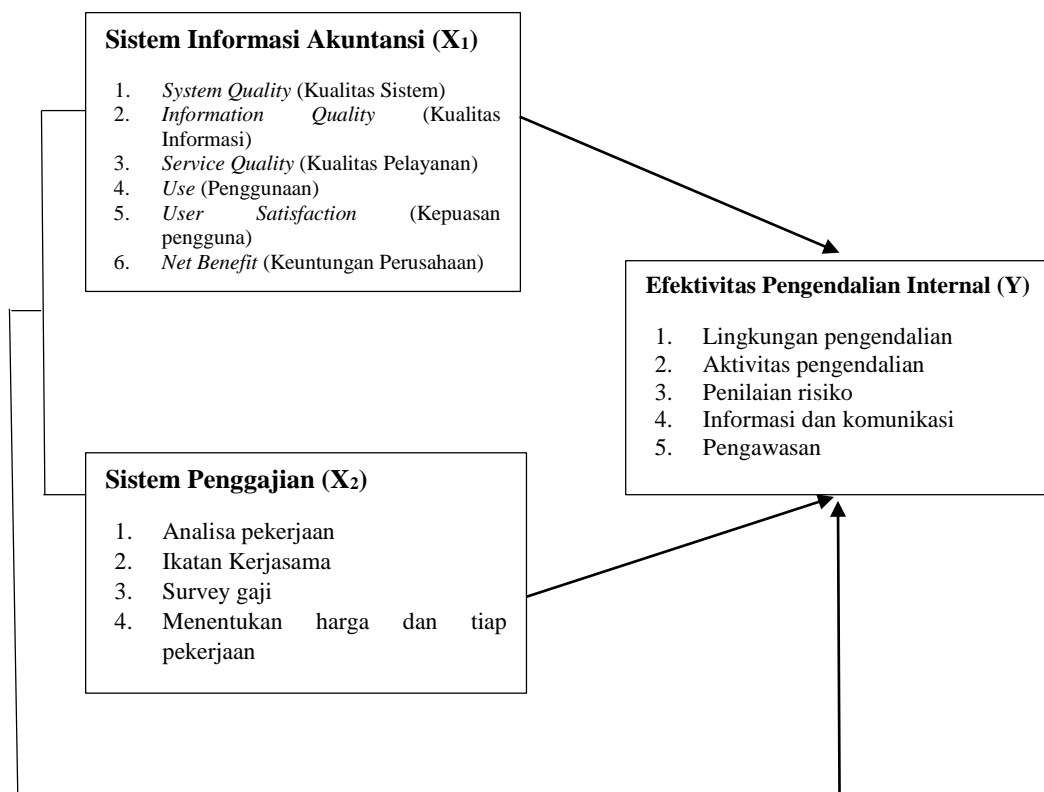 Sistem Informasi Akuntansi (X₁)
1. System Quality (Kualitas Sistem)
2. Information Quality (Kualitas
Informasi)
3. Service Quality (Kualitas Pelayanan)
4. Use (Penggunaan)
5. User Satisfaction (Kepuasan
pengguna)
6. Net Benefit (Keuntungan Perusahaan)
Efektivitas Pengendalian Internal (Y)
1. Lingkungan pengendalian
2. Aktivitas pengendalian
3. Penilaian risiko
4. Informasi dan komunikasi
5. Pengawasan
Sistem Penggajian (X₂)
1. Analisa pekerjaan
2. Ikatan Kerjasama
3. Survey gaji
4. Menentukan harga dan tiap
pekerjaan